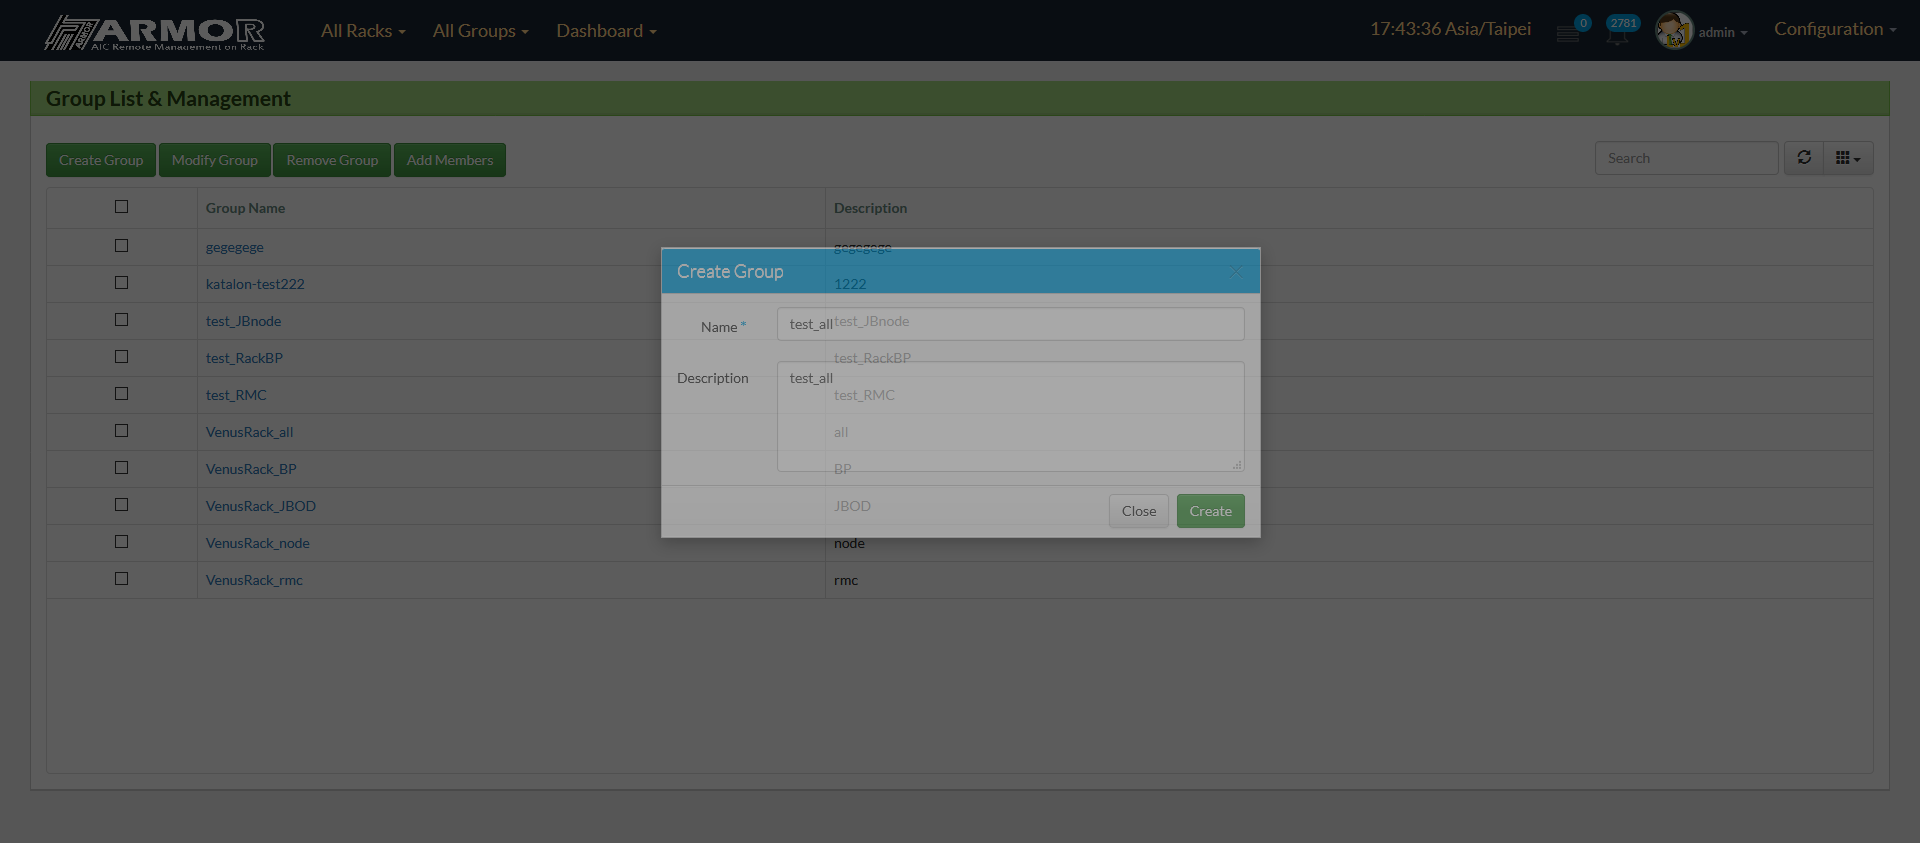 ARMOR
AIC Remote Management on Rack
All Racks
All Groups
Dashboard
17:43:36 Asia/Taipei
0
2781
admin
Configuration
Group List & Management
Create Group
Modify Group
Remove Group
Add Members
Search
Group Name
Description
gegegege
gegegege
katalon-test222
1222
test_JBnode
test_JBnode
test_RackBP
test_RackBP
test_RMC
test_RMC
VenusRack_all
all
VenusRack_BP
BP
VenusRack_JBOD
JBOD
VenusRack_node
node
VenusRack_rmc
rmc
Create Group
Name *
test_all
Description
test_all
Close
Create